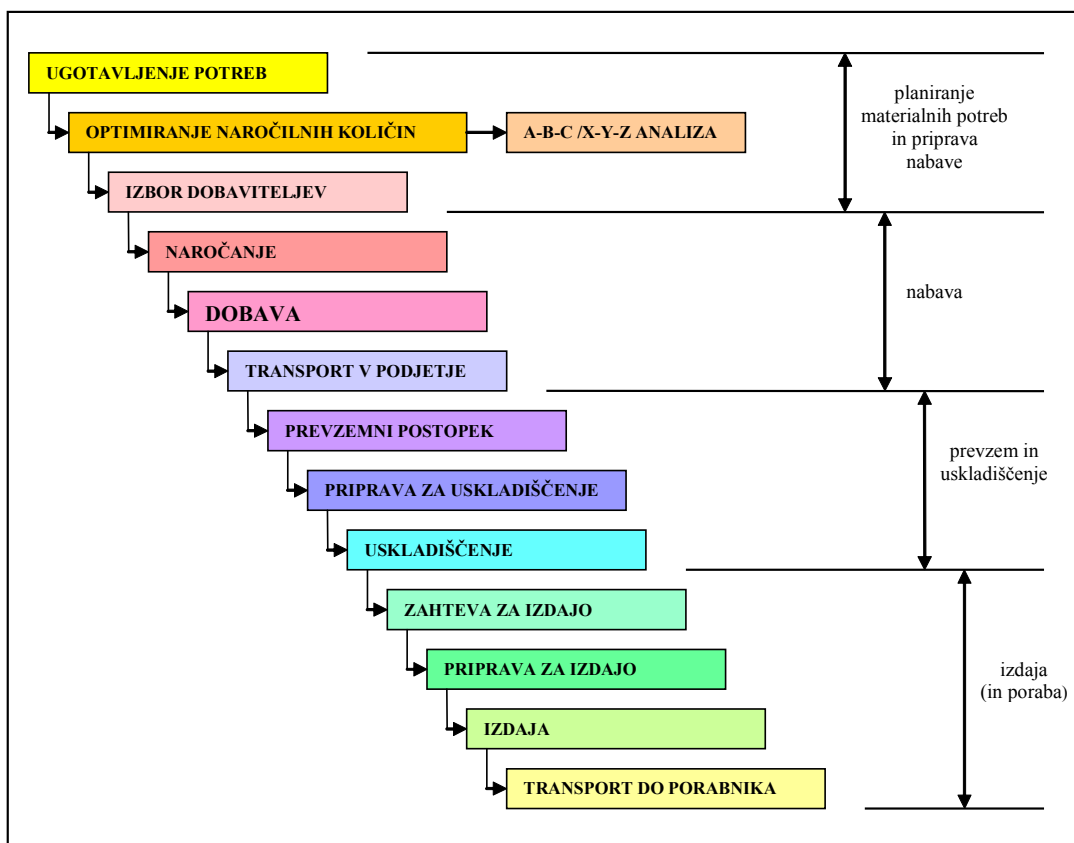 UGOTAVLJENJE POTREB
OPTIMIRANJE NAROČILNIH KOLIČIN
A-B-C /X-Y-Z ANALIZA
IZBOR DOBAVITELJEV
NAROČANJE
DOBAVA
TRANSPORT V PODJETJE
PREVZEMNI POSTOPEK
PRIPRAVA ZA USKLADIŠČENJE
USKLADIŠČENJE
ZAHTEVA ZA IZDAJO
PRIPRAVA ZA IZDAJO
IZDAJA
TRANSPORT DO PORABNIKA
planiranje
materialnih potreb
in priprava
nabave
nabava
prevzem in
uskladiščenje
izdaja
(in poraba)